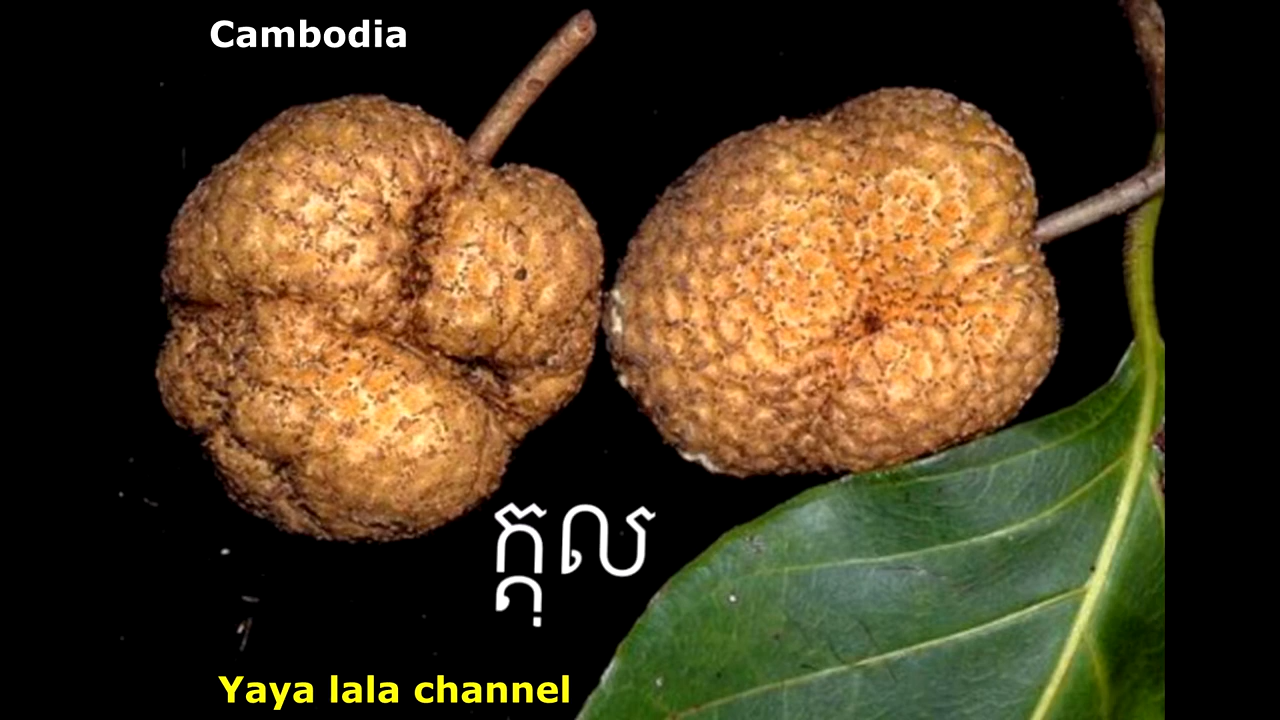 Cambodia
ក្តុល
Yaya lala channel